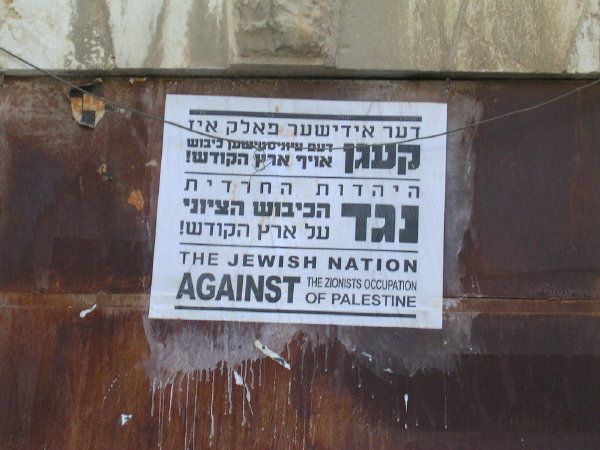 דער אידישער פאלק איז
קעגן דעם ציוניסטישען כיבוש
אויף ארץ הקודש!
היהדות החרדית
נגד הכיבוש הציוני
על ארץ הקודש!
THE JEWISH NATION
AGAINST THE ZIONISTS OCCUPATION
OF PALESTINE